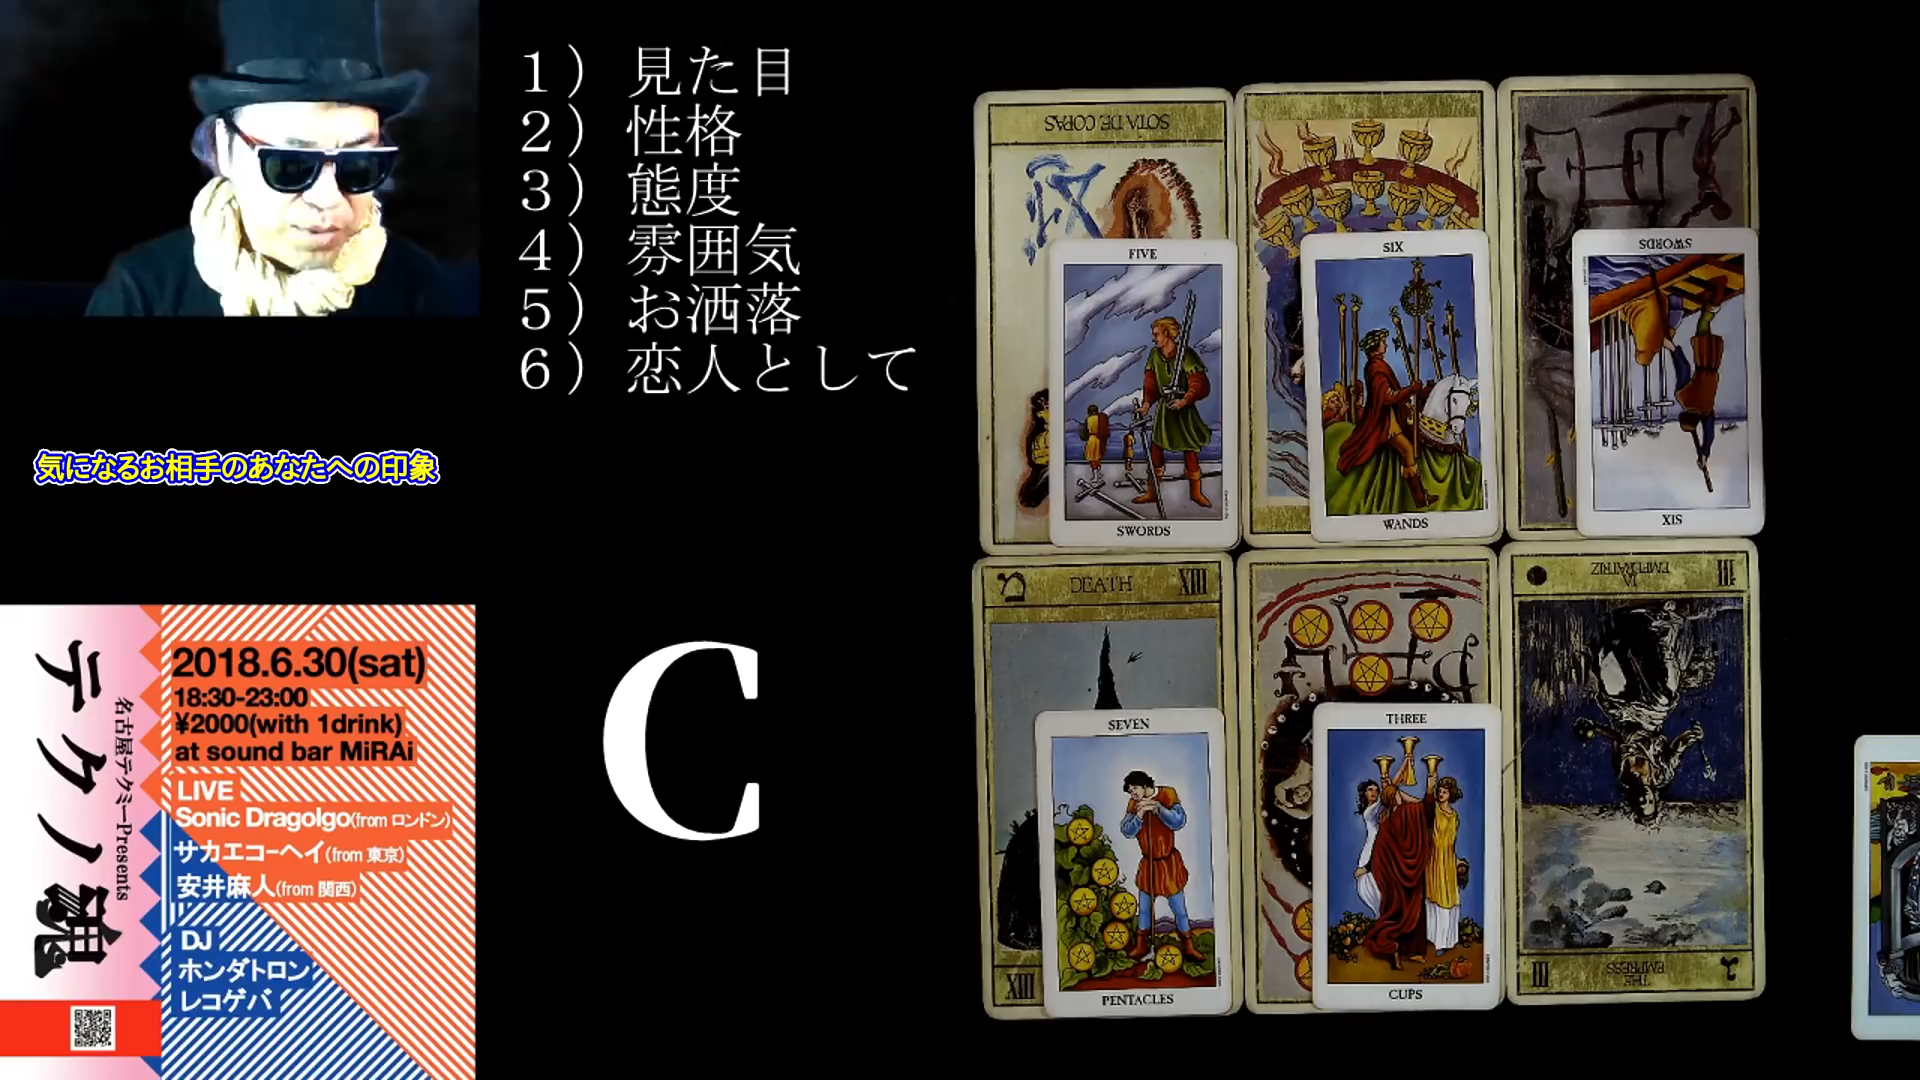 １） 見た目
２） 性格
３） 態度
４） 雰囲気
５） お洒落
６） 恋人として
気になるお相手のあなたへの印象
テクノ魂
名古屋テクミーPresents
2018.6.30(sat)
18:30-23:00
¥2000(with 1drink)
at sound bar MiRAi
LIVE
Sonic Dragolgo(from ロンドン)
サカエコーヘイ(from 東京)
安井麻人(from 関西)
DJ
ホンダトロン
レコゲバ
C
SOTA DE COPAS
FIVE
SWORDS
SIX
WANDS
SWORDS
SIX
מ DEATH XIII
SEVEN
PENTACLES
XIII
THREE
CUPS
LA EMPERATRIZ III
III THE EMPRESS